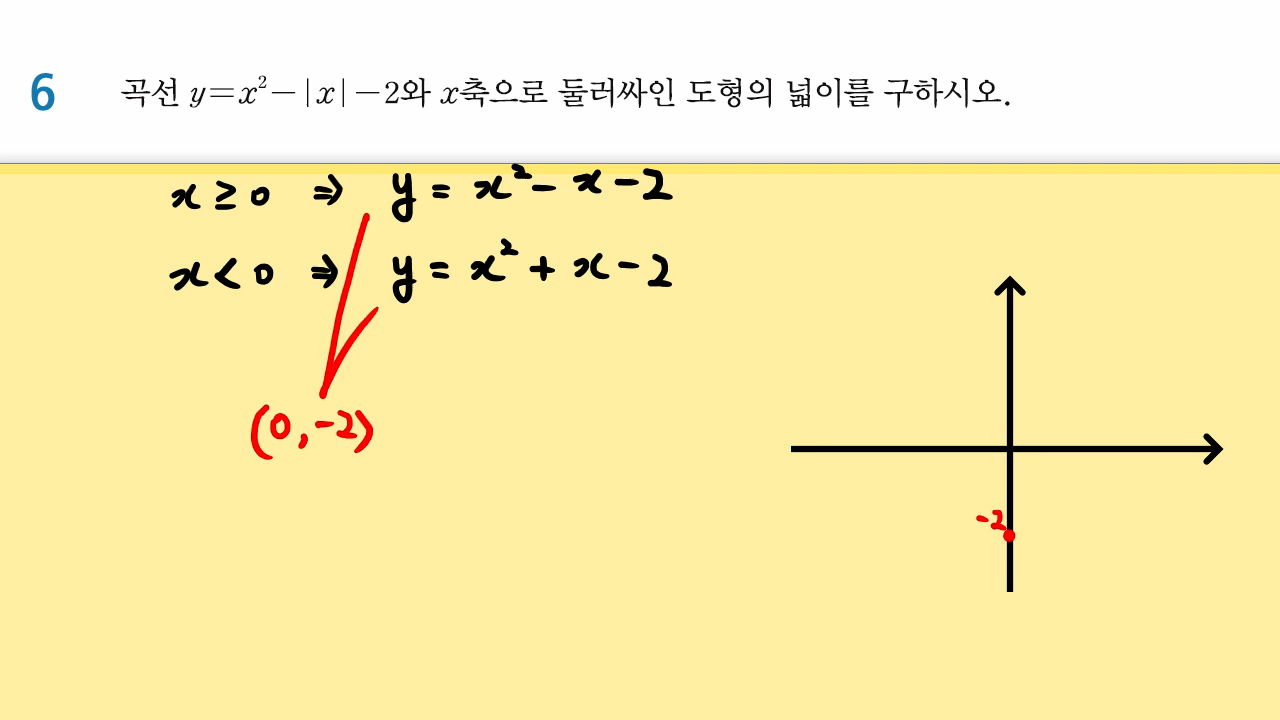 6 곡선 y=x²-|x|-2와 x축으로 둘러싸인 도형의 넓이를 구하시오.
x ≥ 0 ⇒ y = x² - x - 2
x < 0 ⇒ y = x² + x - 2
(0, -2)
-2